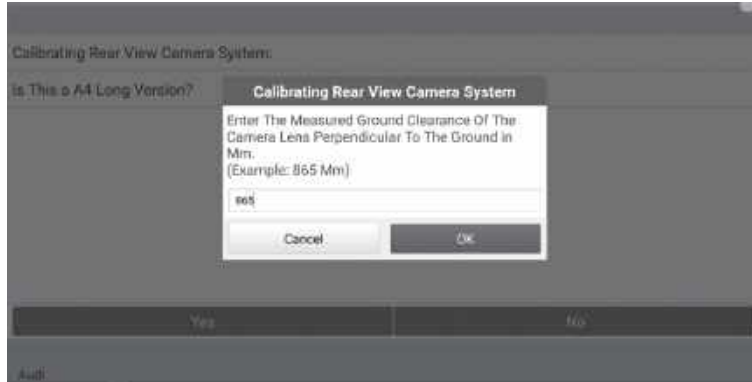 Calibrating Rear View Camera System:
Is This a A4 Long Version?
Calibrating Rear View Camera System
Enter The Measured Ground Clearance Of The
Camera Lens Perpendicular To The Ground in
Mm.
(Example: 865 Mm)
865
Cancel
OK
Yes
No
Audi